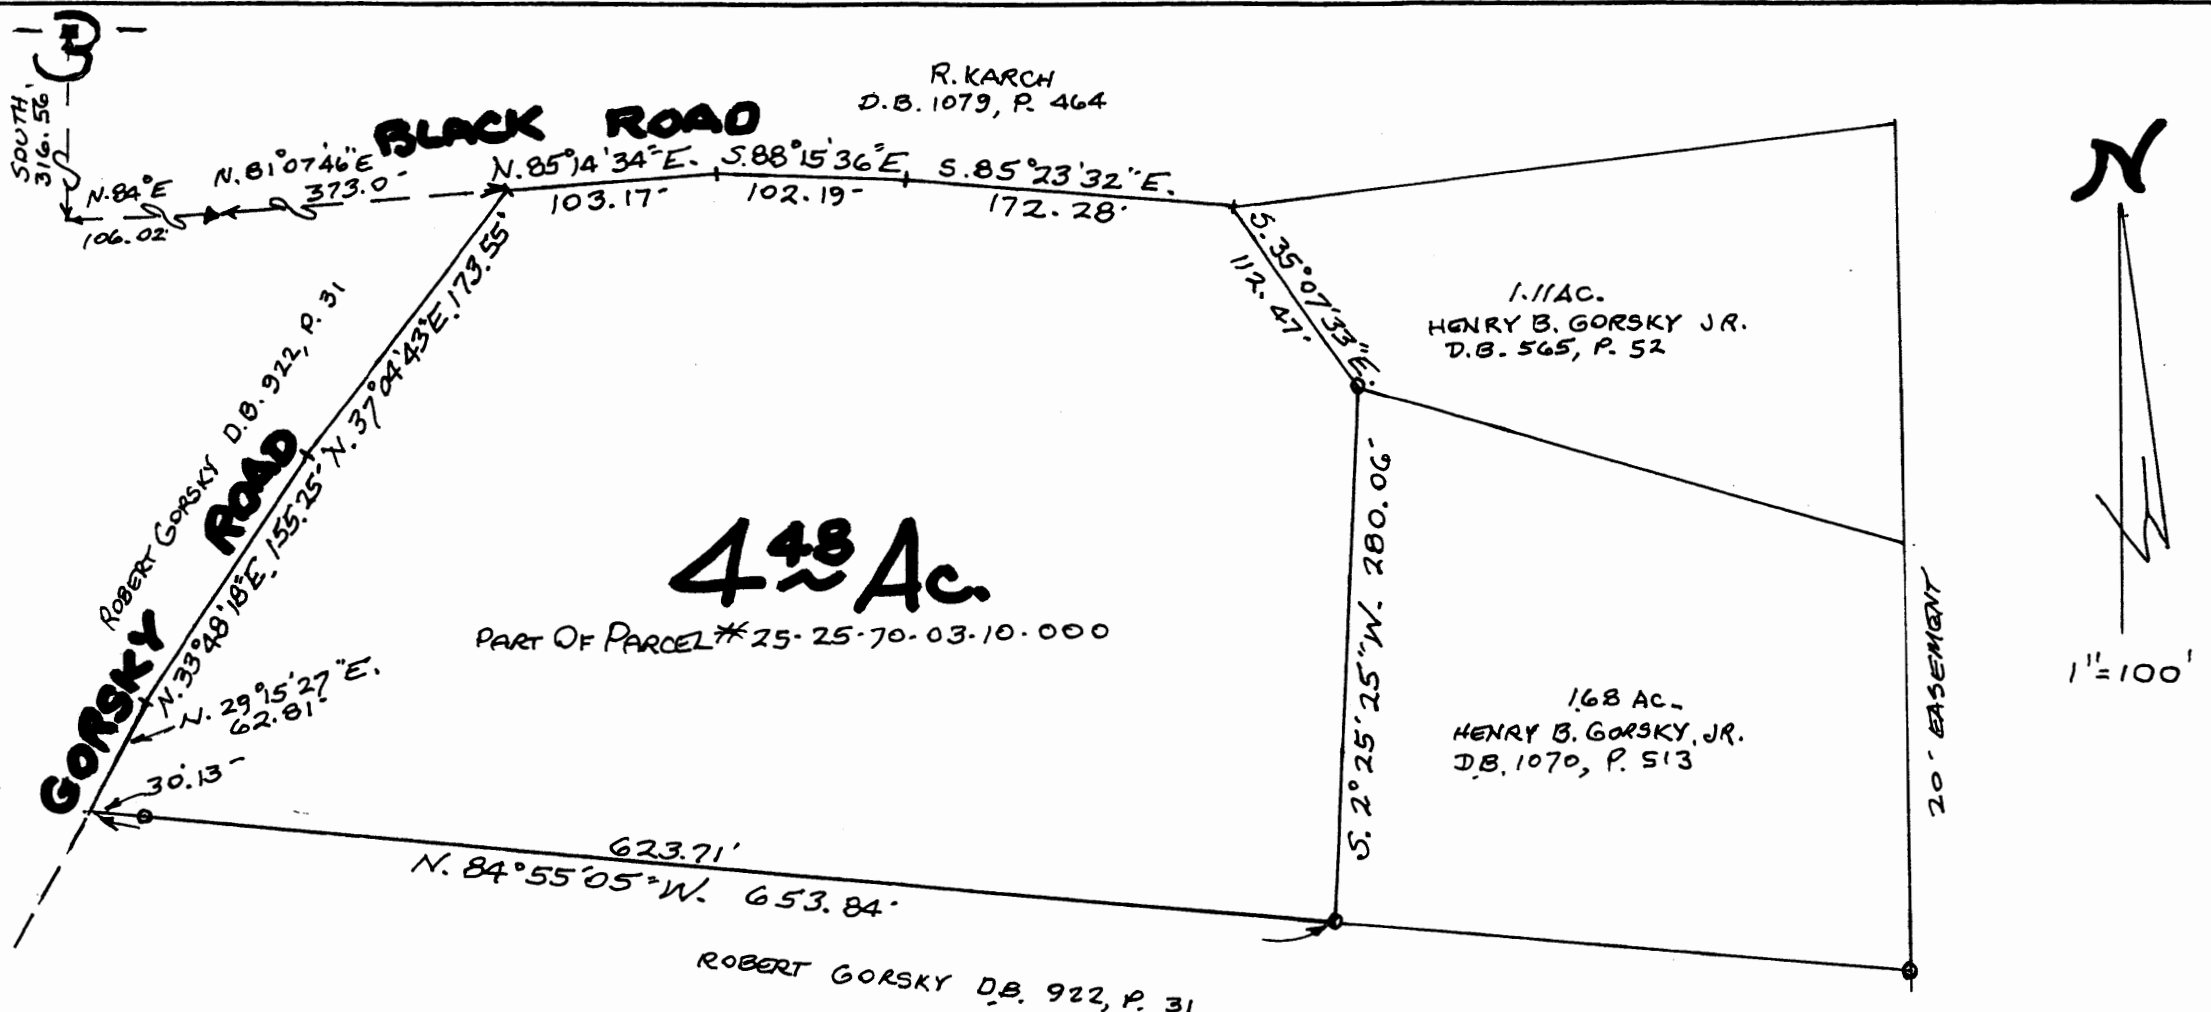 R. KARCH
D.B. 1079, P. 464
BLACK ROAD
SOUTH
316.56'
N. 84° E
106.02'
N. 81° 07' 46" E
373.0'
N. 85° 14' 34" E.
103.17'
S. 88° 15' 36" E
102.19'
S. 85° 23' 32" E.
172.28'
S. 35° 07' 33" E.
112.47'
N
1" = 100'
1.11 AC.
HENRY B. GORSKY JR.
D.B. 565, P. 52
ROBERT GORSKY D.B. 922, P. 31
GORSKY ROAD
N. 37° 04' 43" E. 173.55'
N. 33° 48' 18" E. 155.25'
N. 29° 15' 27" E.
62.81'
30.13'
4 48 Ac.
PART OF PARCEL # 25-25-70-03-10-000
S. 2° 25' 25" W. 280.06'
1.68 AC.
HENRY B. GORSKY, JR.
D.B. 1070, P. 513
20' EASEMENT
623.71'
N. 84° 55' 05" W. 653.84'
ROBERT GORSKY D.B. 922, P. 31